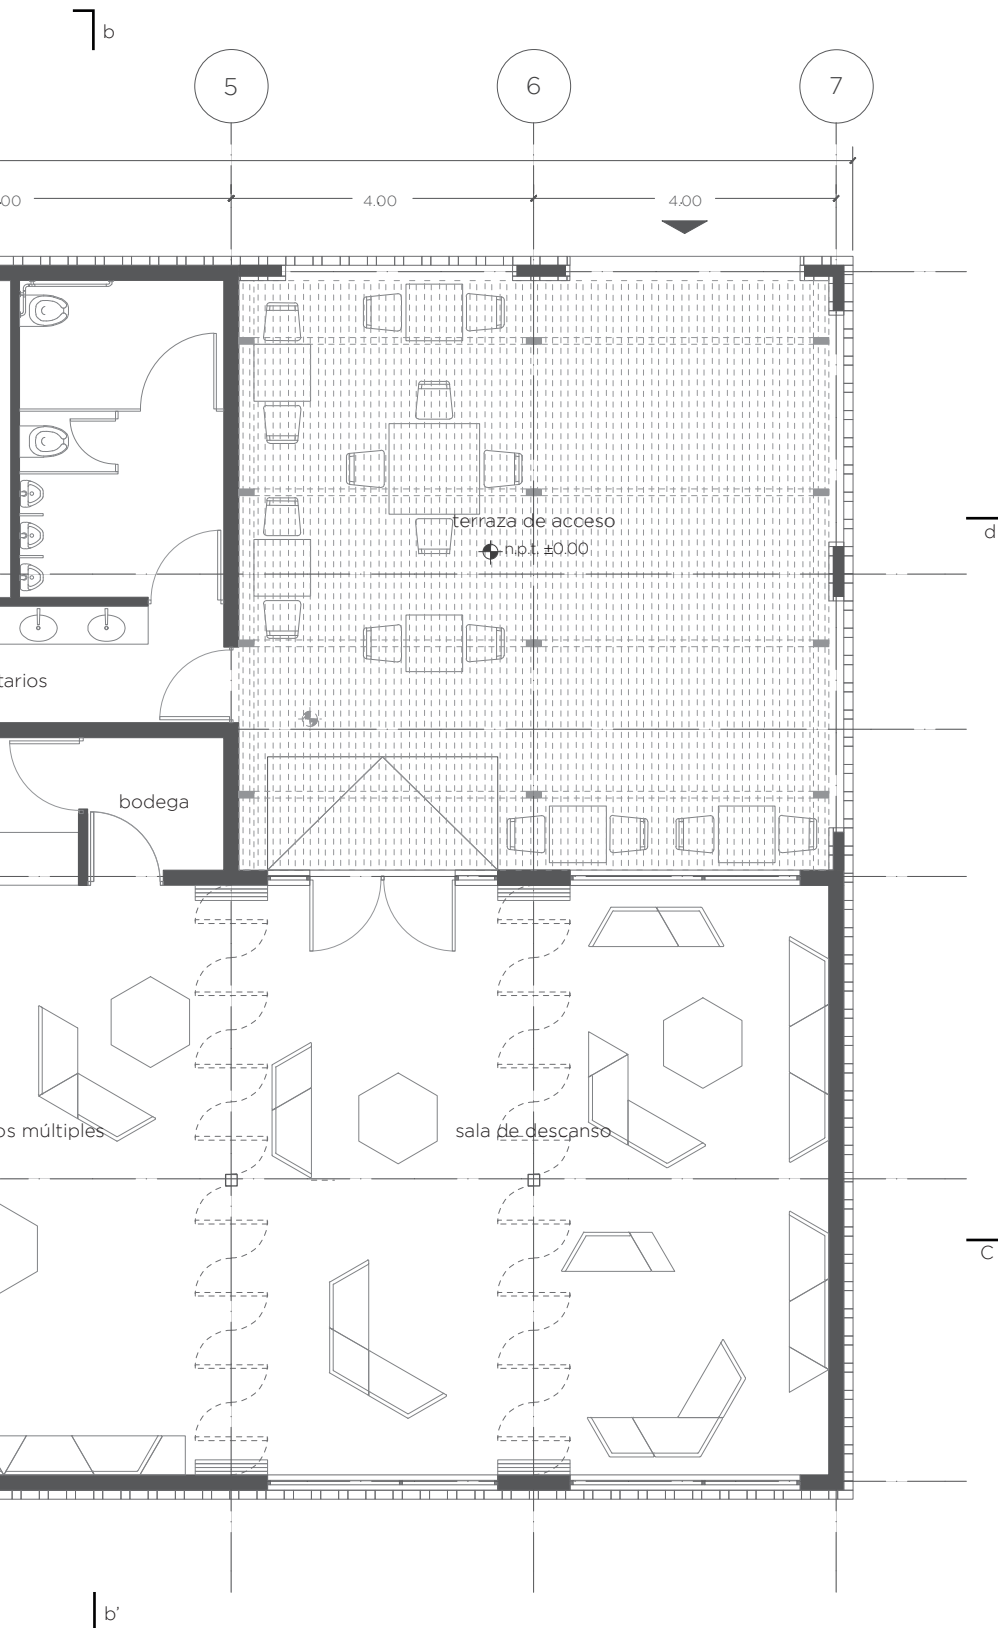 b
5 6 7
.00 4.00 4.00
terraza de acceso
d
n.p.t. ±0.00
tarios
bodega
os múltiples
sala de descanso
C
b'